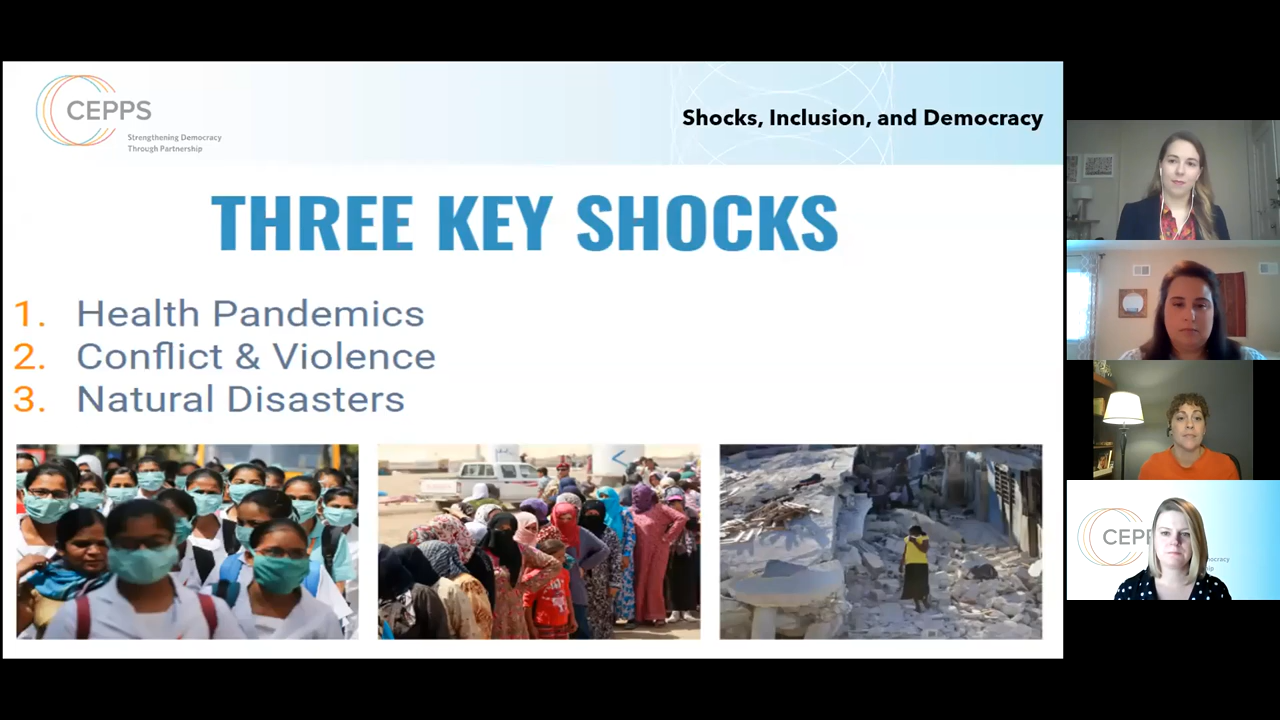 CEPPS
Strengthening Democracy
Through Partnership
Shocks, Inclusion, and Democracy
THREE KEY SHOCKS
1. Health Pandemics
2. Conflict & Violence
3. Natural Disasters
CEPP